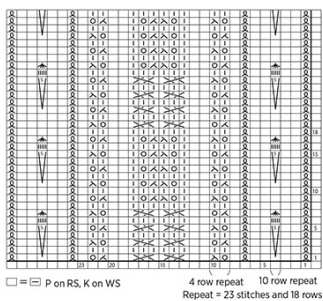 18
15
10
5
1
23 20 15 10 5 1
□ = ⊟ P on RS, K on WS
4 row repeat 10 row repeat
Repeat = 23 stitches and 18 rows